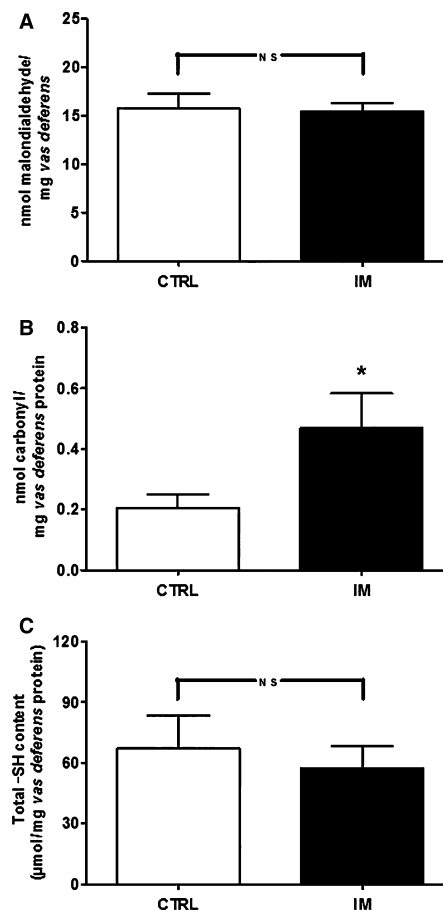 A
nmol malondialdehyde/
mg vas deferens
25
20
15
10
5
0
N S
CTRL
IM
B
nmol carbonyl/
mg vas deferens protein
0.8
0.6
0.4
0.2
0.0
*
CTRL
IM
C
Total -SH content
(µmol/mg vas deferens protein)
120
90
60
30
0
N S
CTRL
IM